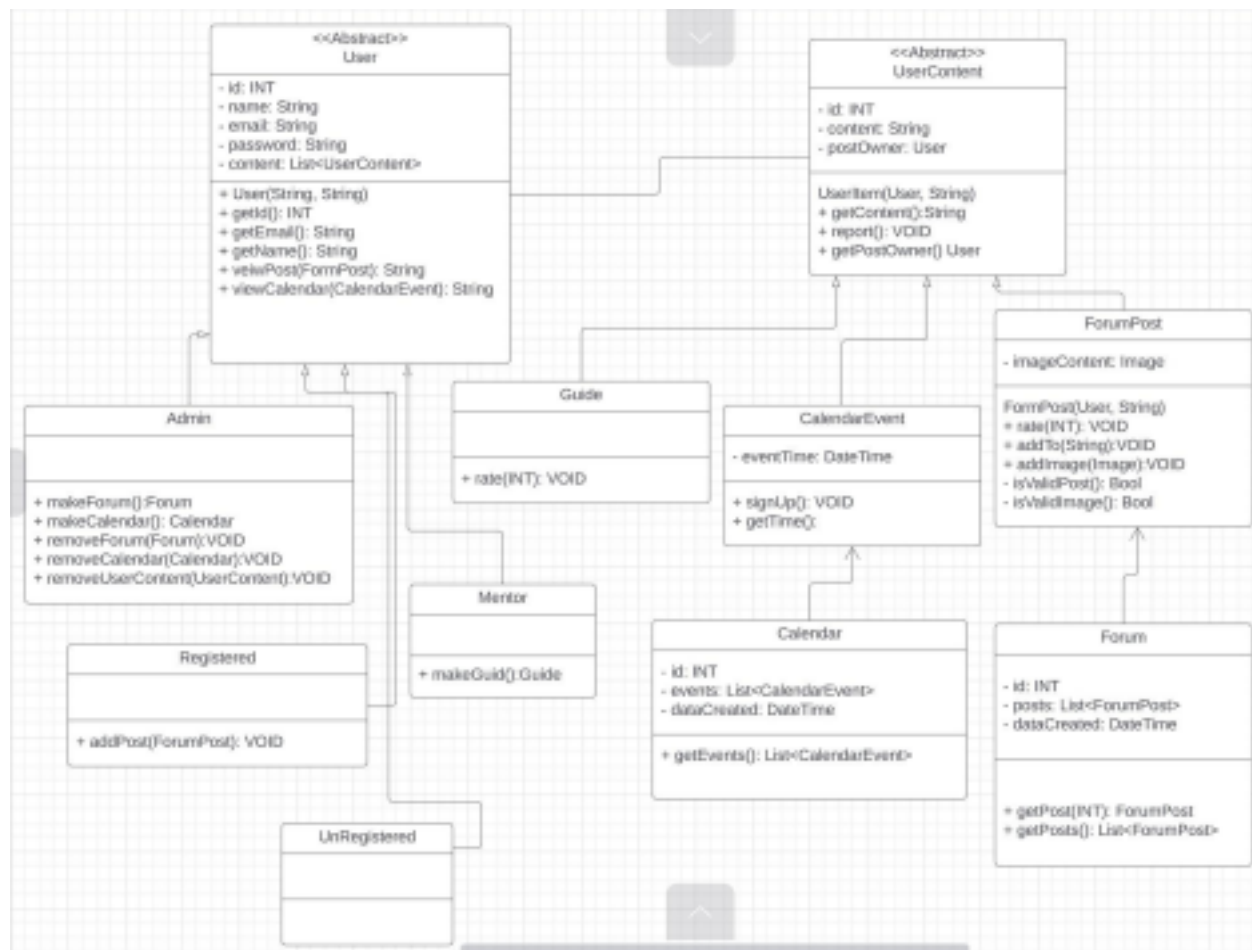 <<Abstract>>
User
- id: INT
- name: String
- email: String
- password: String
- content: List<UserContent>
+ User(String, String)
+ getId(): INT
+ getEmail(): String
+ getName(): String
+ veiwPost(FormPost): String
+ viewCalendar(CalendarEvent): String
<<Abstract>>
UserContent
- id: INT
- content: String
- postOwner: User
UserItem(User, String)
+ getContent():String
+ report(): VOID
+ getPostOwner() User
ForumPost
- imageContent: Image
FormPost(User, String)
+ rate(INT): VOID
+ addTo(String):VOID
+ addImage(Image):VOID
- isValidPost(): Bool
- isValidImage(): Bool
Guide
+ rate(INT): VOID
CalendarEvent
- eventTime: DateTime
+ signUp(): VOID
+ getTime():
Admin
+ makeForum():Forum
+ makeCalendar(): Calendar
+ removeForum(Forum):VOID
+ removeCalendar(Calendar):VOID
+ removeUserContent(UserContent):VOID
Mentor
+ makeGuid():Guide
Registered
+ addPost(ForumPost): VOID
Calendar
- id: INT
- events: List<CalendarEvent>
- dataCreated: DateTime
+ getEvents(): List<CalendarEvent>
Forum
- id: INT
- posts: List<ForumPost>
- dataCreated: DateTime
+ getPost(INT): ForumPost
+ getPosts(): List<ForumPost>
UnRegistered